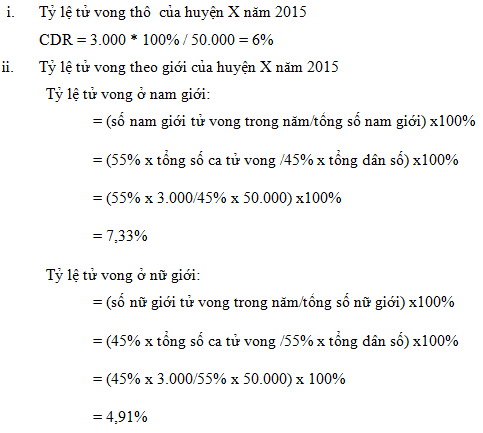 i. Tỷ lệ tử vong thô của huyện X năm 2015
CDR = 3.000 * 100% / 50.000 = 6%
ii. Tỷ lệ tử vong theo giới của huyện X năm 2015
Tỷ lệ tử vong ở nam giới:
= (số nam giới tử vong trong năm/tổng số nam giới) x100%
= (55% x tổng số ca tử vong /45% x tổng dân số) x100%
= (55% x 3.000/45% x 50.000) x100%
= 7,33%
Tỷ lệ tử vong ở nữ giới:
= (số nữ giới tử vong trong năm/tổng số nữ giới) x100%
= (45% x tổng số ca tử vong /55% x tổng dân số) x100%
= (45% x 3.000/55% x 50.000) x 100%
= 4,91%